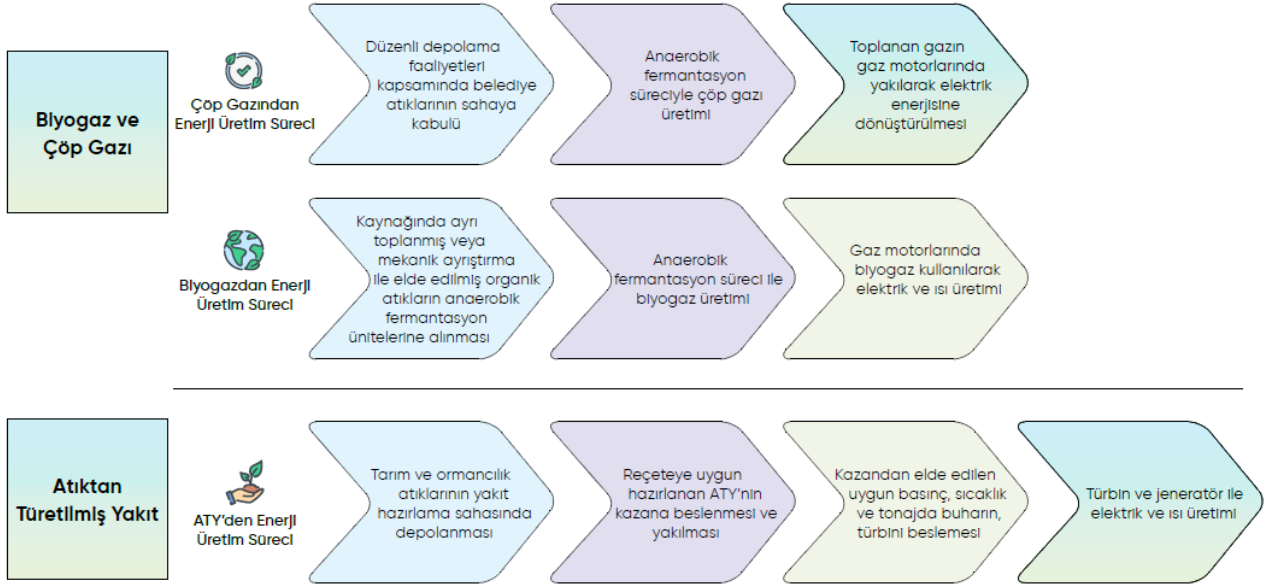 Biyogaz ve
Çöp Gazı
Çöp Gazından
Enerji Üretim Süreci
Düzenli depolama
faaliyetleri
kapsamında belediye
atıklarının sahaya
kabulü
Anaerobik
fermantasyon
süreciyle çöp gazı
üretimi
Toplanan gazın
gaz motorlarında
yakılarak elektrik
enerjisine
dönüştürülmesi
Biyogazdan Enerji
Üretim Süreci
Kaynağında ayrı
toplanmış veya
mekanik ayrıştırma
ile elde edilmiş organik
atıkların anaerobik
fermantasyon
ünitelerine alınması
Anaerobik
fermantasyon süreci ile
biyogaz üretimi
Gaz motorlarında
biyogaz kullanılarak
elektrik ve ısı üretimi
Atıktan
Türetilmiş Yakıt
ATY'den Enerji
Üretim Süreci
Tarım ve ormancılık
atıklarının yakıt
hazırlama sahasında
depolanması
Reçeteye uygun
hazırlanan ATY'nin
kazana beslenmesi ve
yakılması
Kazandan elde edilen
uygun basınç, sıcaklık
ve tonajda buharın,
türbini beslemesi
Türbin ve jeneratör ile
elektrik ve ısı üretimi